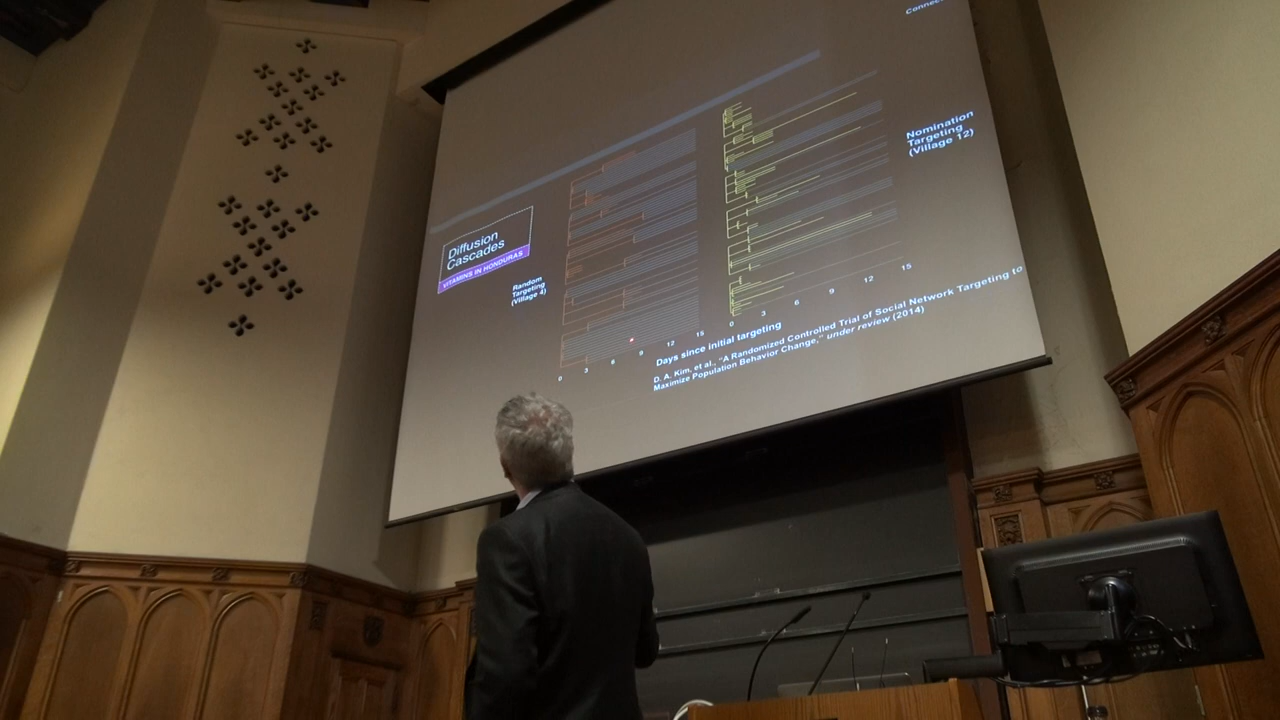 Connec
Nomination
Targeting
(Village 12)
Diffusion
Cascades
VITAMINS IN HONDURAS
Random
Targeting
(Village 4)
0 3 6 9 12 15
0 3 6 9 12 15
Days since initial targeting
D. A. Kim, et al., "A Randomized Controlled Trial of Social Network Targeting to
Maximize Population Behavior Change," under review (2014)